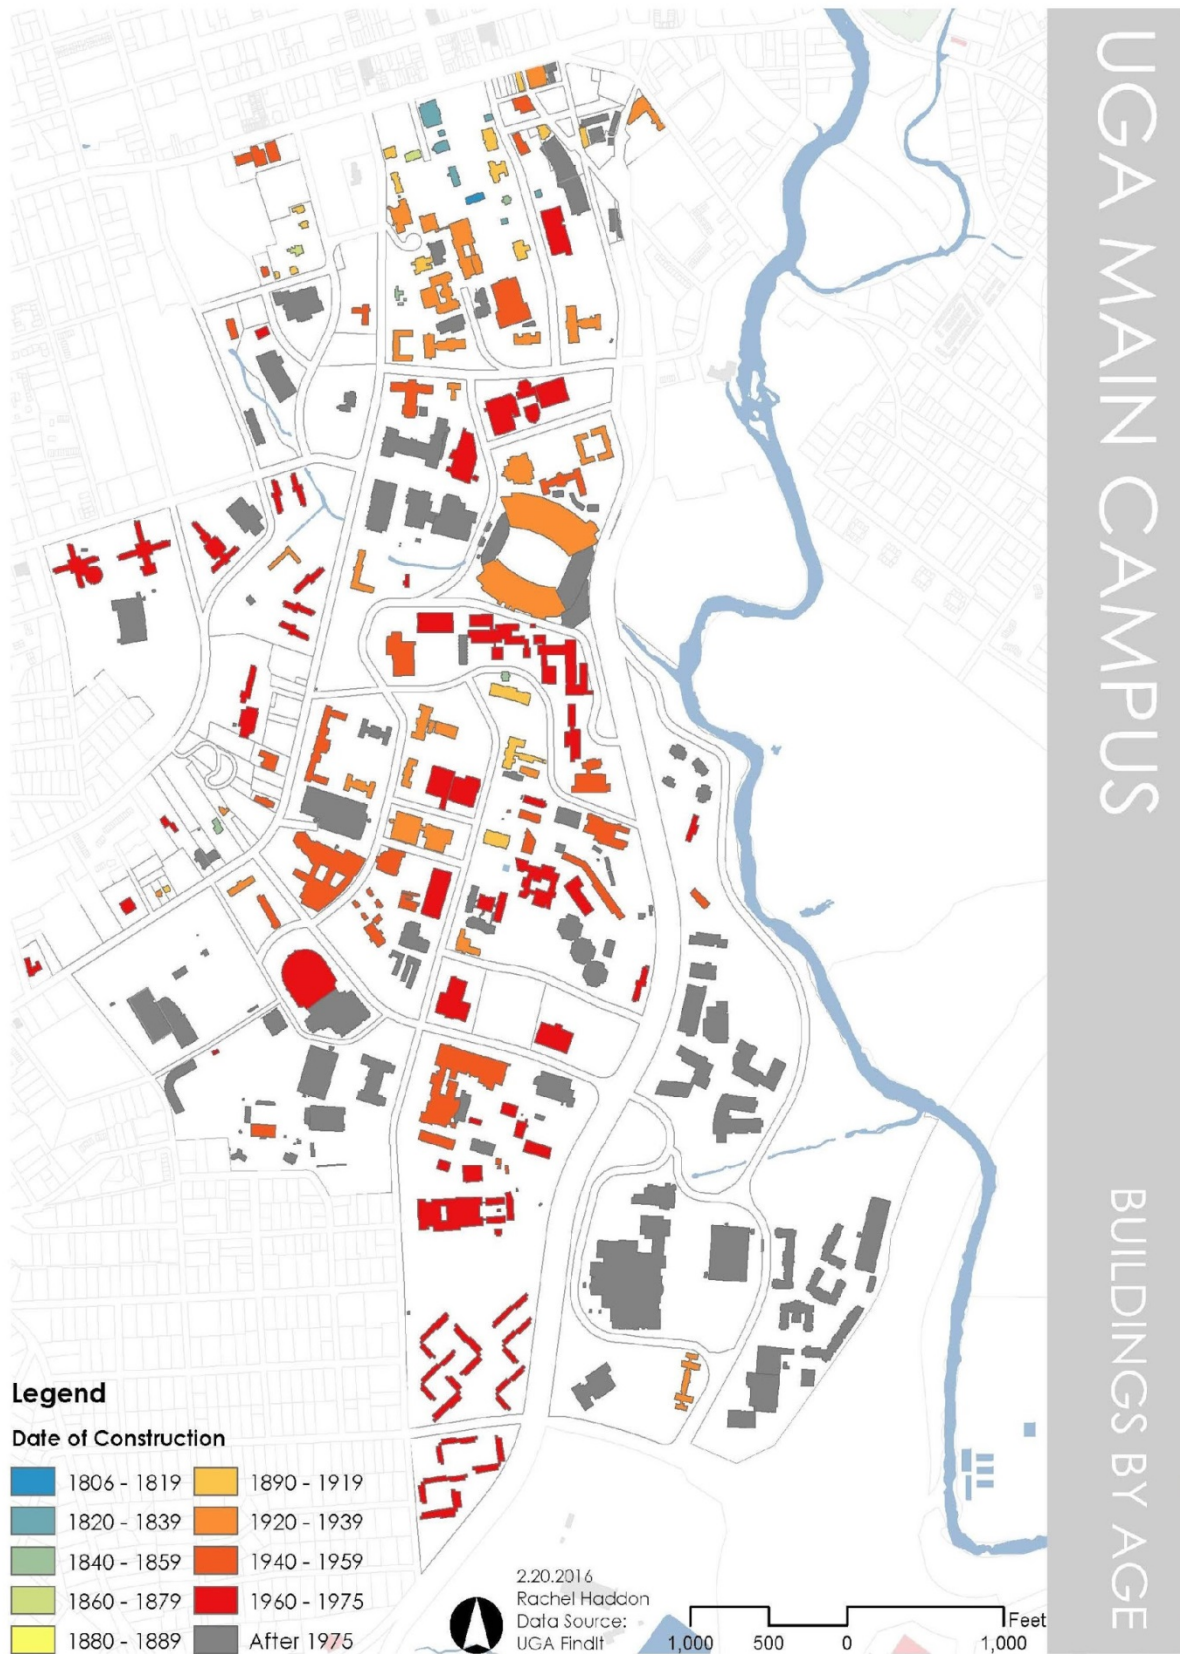 UGA MAIN CAMPUS
BUILDINGS BY AGE
Legend
Date of Construction
1806 - 1819
1820 - 1839
1840 - 1859
1860 - 1879
1880 - 1889
1890 - 1919
1920 - 1939
1940 - 1959
1960 - 1975
After 1975
2.20.2016
Rachel Haddon
Data Source:
UGA FindIt
Feet
1,000 500 0 1,000